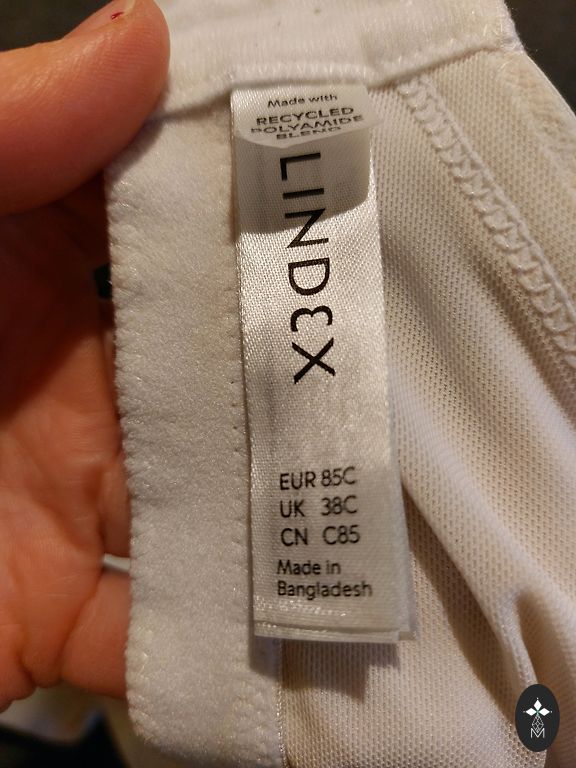 Made with
RECYCLED
POLYAMIDE
BLEND
LINDEX
EUR 85C
UK 38C
CN C85
Made in
Bangladesh